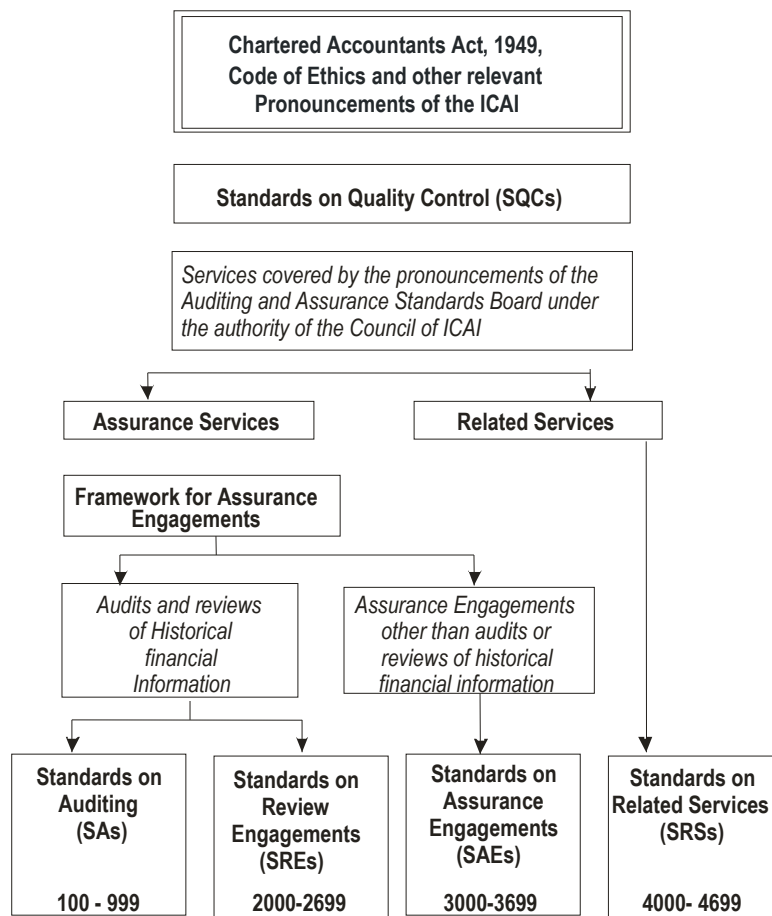 Chartered Accountants Act, 1949,
Code of Ethics and other relevant
Pronouncements of the ICAI
Standards on Quality Control (SQCs)
Services covered by the pronouncements of the
Auditing and Assurance Standards Board under
the authority of the Council of ICAI
Assurance Services
Related Services
Framework for Assurance
Engagements
Audits and reviews
of Historical
financial
Information
Assurance Engagements
other than audits or
reviews of historical
financial information
Standards on
Auditing
(SAs)
100 - 999
Standards on
Review
Engagements
(SREs)
2000-2699
Standards on
Assurance
Engagements
(SAEs)
3000-3699
Standards on
Related Services
(SRSs)
4000- 4699